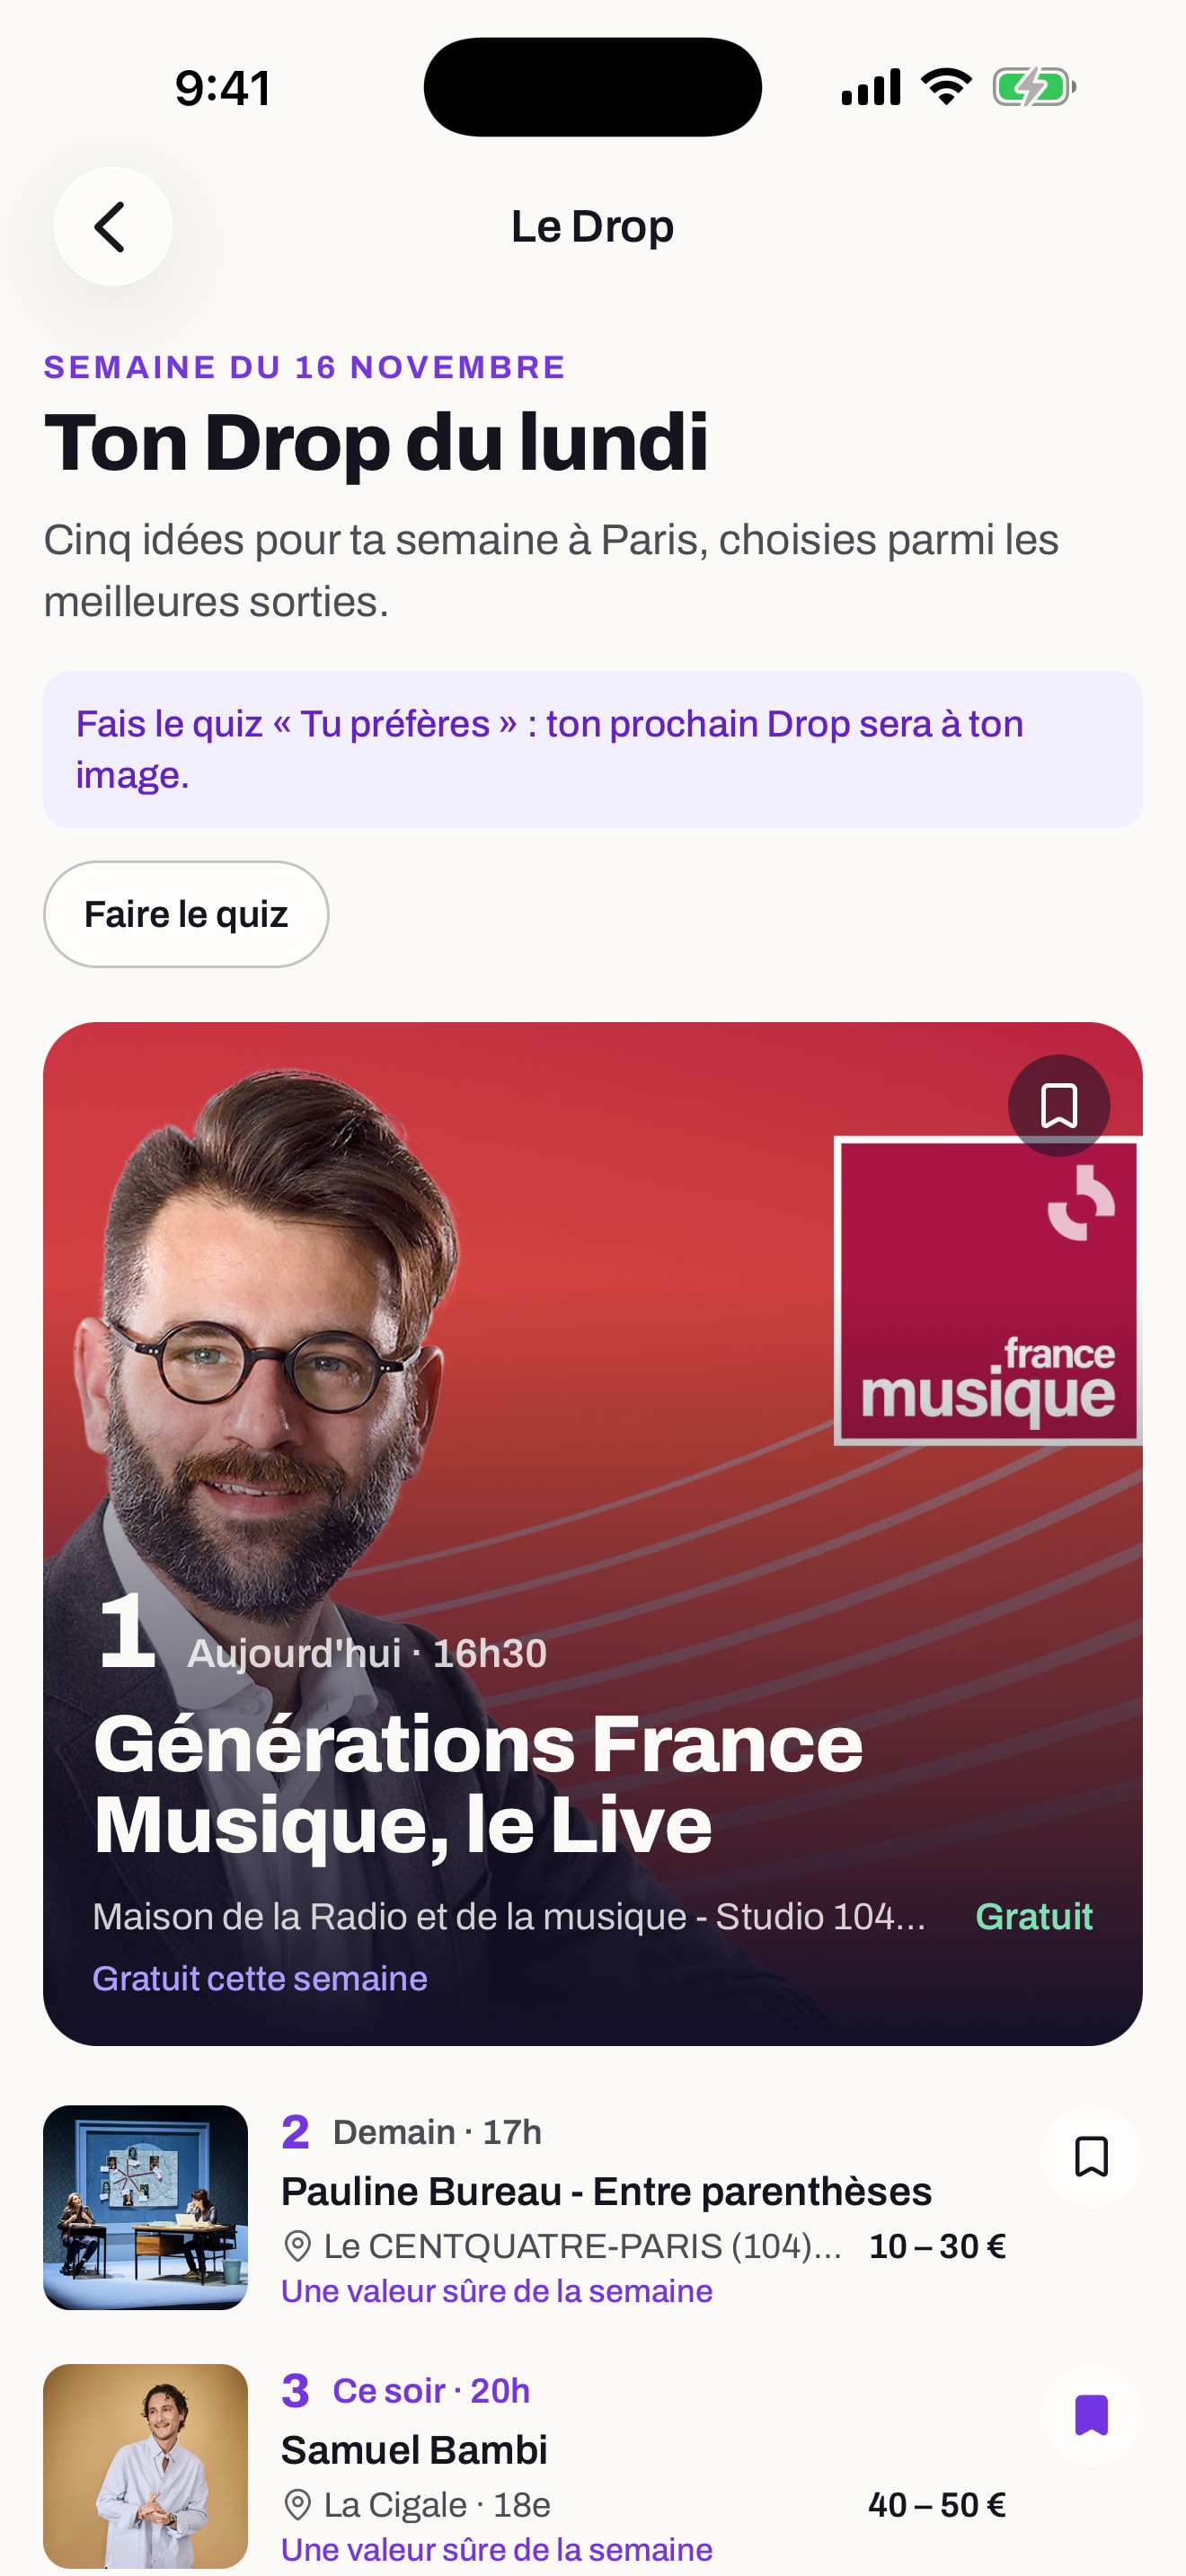 9:41
Le Drop
SEMAINE DU 16 NOVEMBRE
Ton Drop du lundi
Cinq idées pour ta semaine à Paris, choisies parmi les
meilleures sorties.
Fais le quiz « Tu préfères » : ton prochain Drop sera à ton
image.
Faire le quiz
france
musique
1 Aujourd'hui · 16h30
Générations France
Musique, le Live
Maison de la Radio et de la musique - Studio 104... Gratuit
Gratuit cette semaine
2 Demain · 17h
Pauline Bureau - Entre parenthèses
Le CENTQUATRE-PARIS (104)... 10 – 30 €
Une valeur sûre de la semaine
3 Ce soir · 20h
Samuel Bambi
La Cigale · 18e 40 – 50 €
Une valeur sûre de la semaine